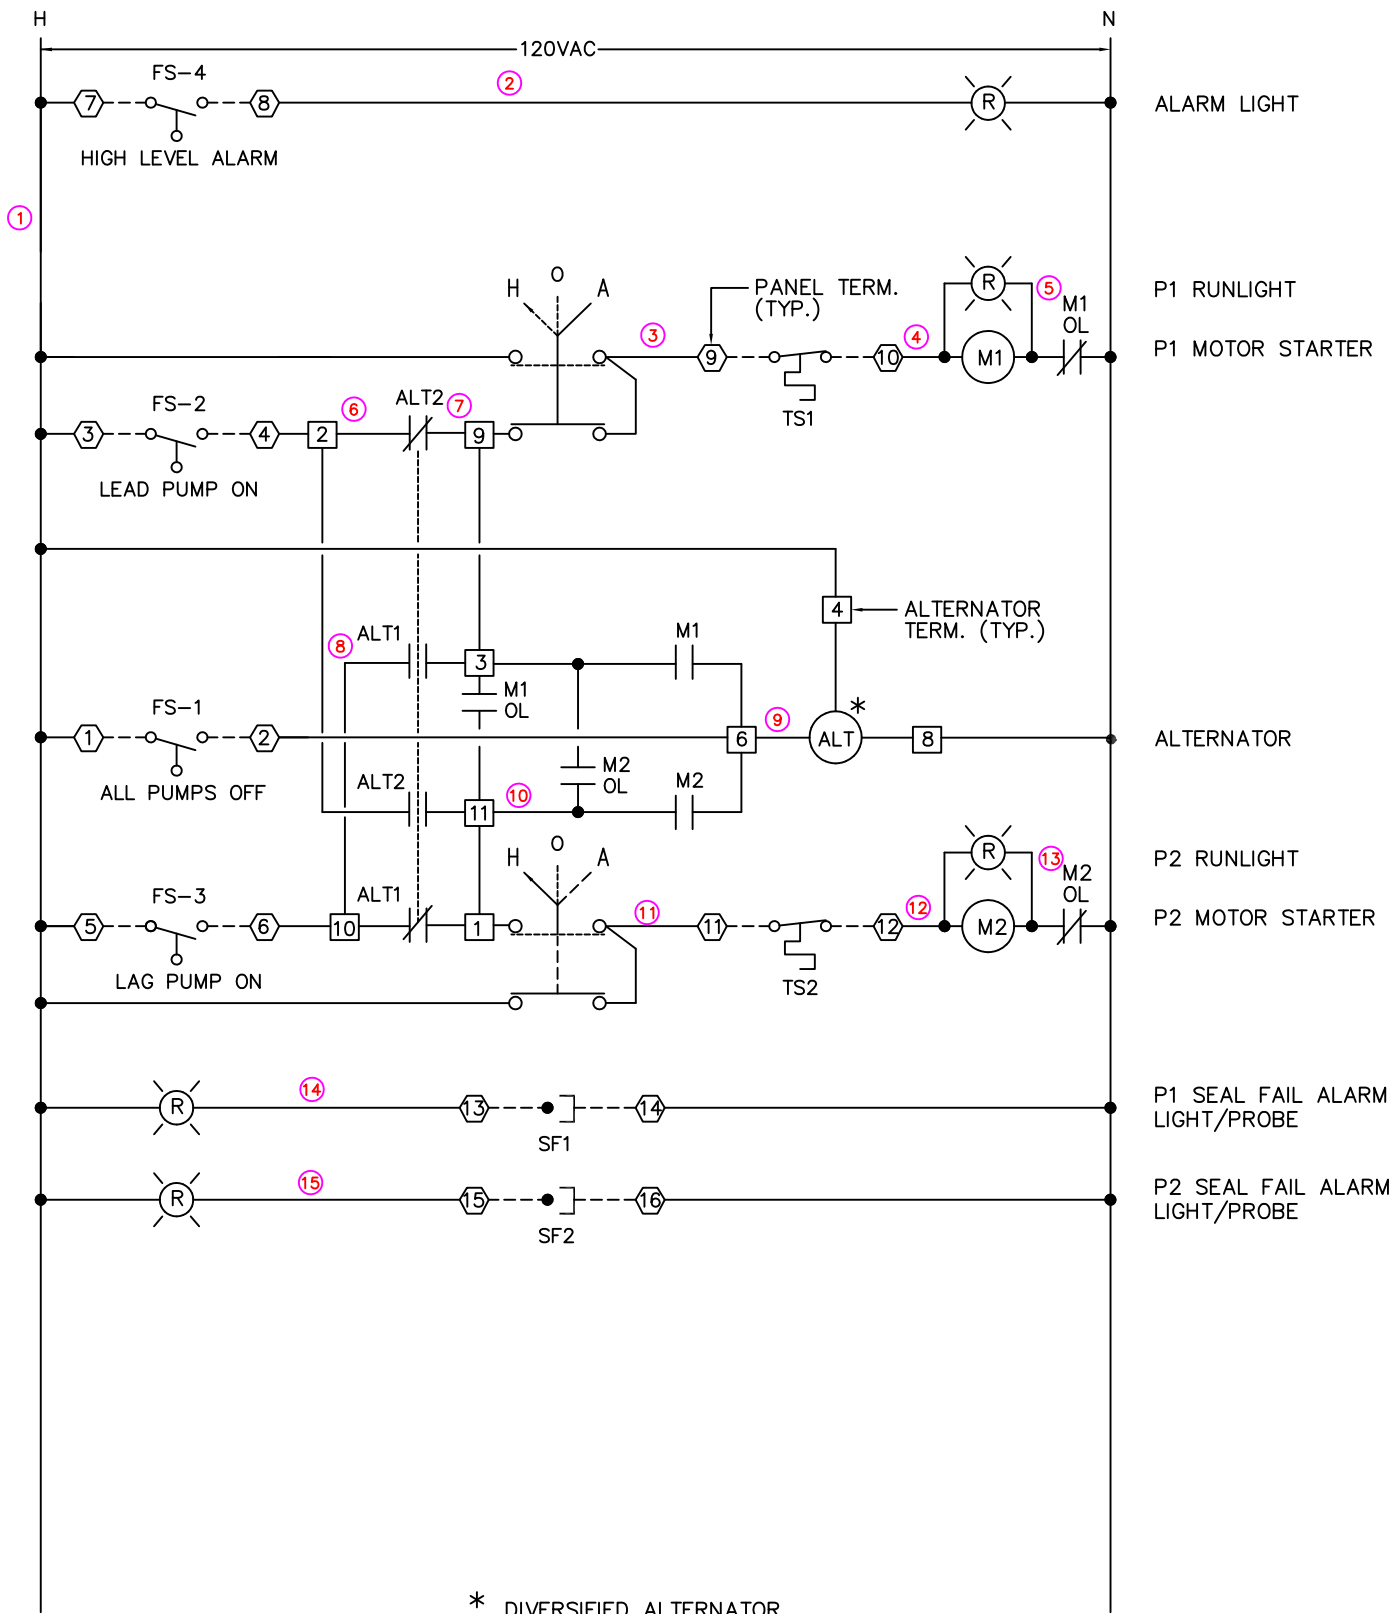 H N
120VAC
FS-4 2
7 8 R ALARM LIGHT
HIGH LEVEL ALARM
1
H O A
PANEL TERM.
(TYP.)
R 5 P1 RUNLIGHT
M1
OL
3 4
9 10 M1 P1 MOTOR STARTER
TS1
FS-2 6 ALT2 7
3 4 2 9
LEAD PUMP ON
4 ALTERNATOR
TERM. (TYP.)
8 ALT1 3 M1
M1
OL
FS-1 9 *
1 2 6 ALT 8 ALTERNATOR
ALL PUMPS OFF
M2
OL
ALT2 11 10 M2
H O A
R 13 P2 RUNLIGHT
M2
OL
FS-3 ALT1 11 12
5 6 10 1 11 12 M2 P2 MOTOR STARTER
LAG PUMP ON TS2
14
R 13 14 P1 SEAL FAIL ALARM
LIGHT/PROBE
SF1
15
R 15 16 P2 SEAL FAIL ALARM
LIGHT/PROBE
SF2
* DIVERSIFIED ALTERNATOR